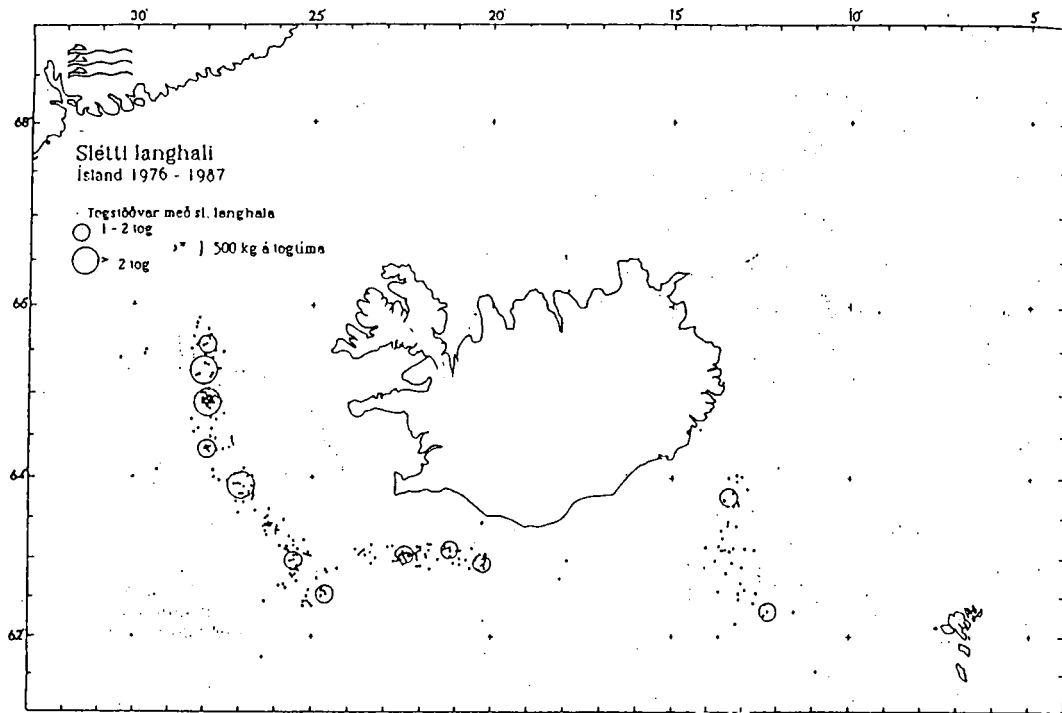 30° 25° 20° 15° 10° 5°
68°
Slétti langhali
Ísland 1976 - 1987
· Togstöðvar með sl. langhala
1 - 2 tog
> 2 tog
500 kg á togtíma
66
64
62